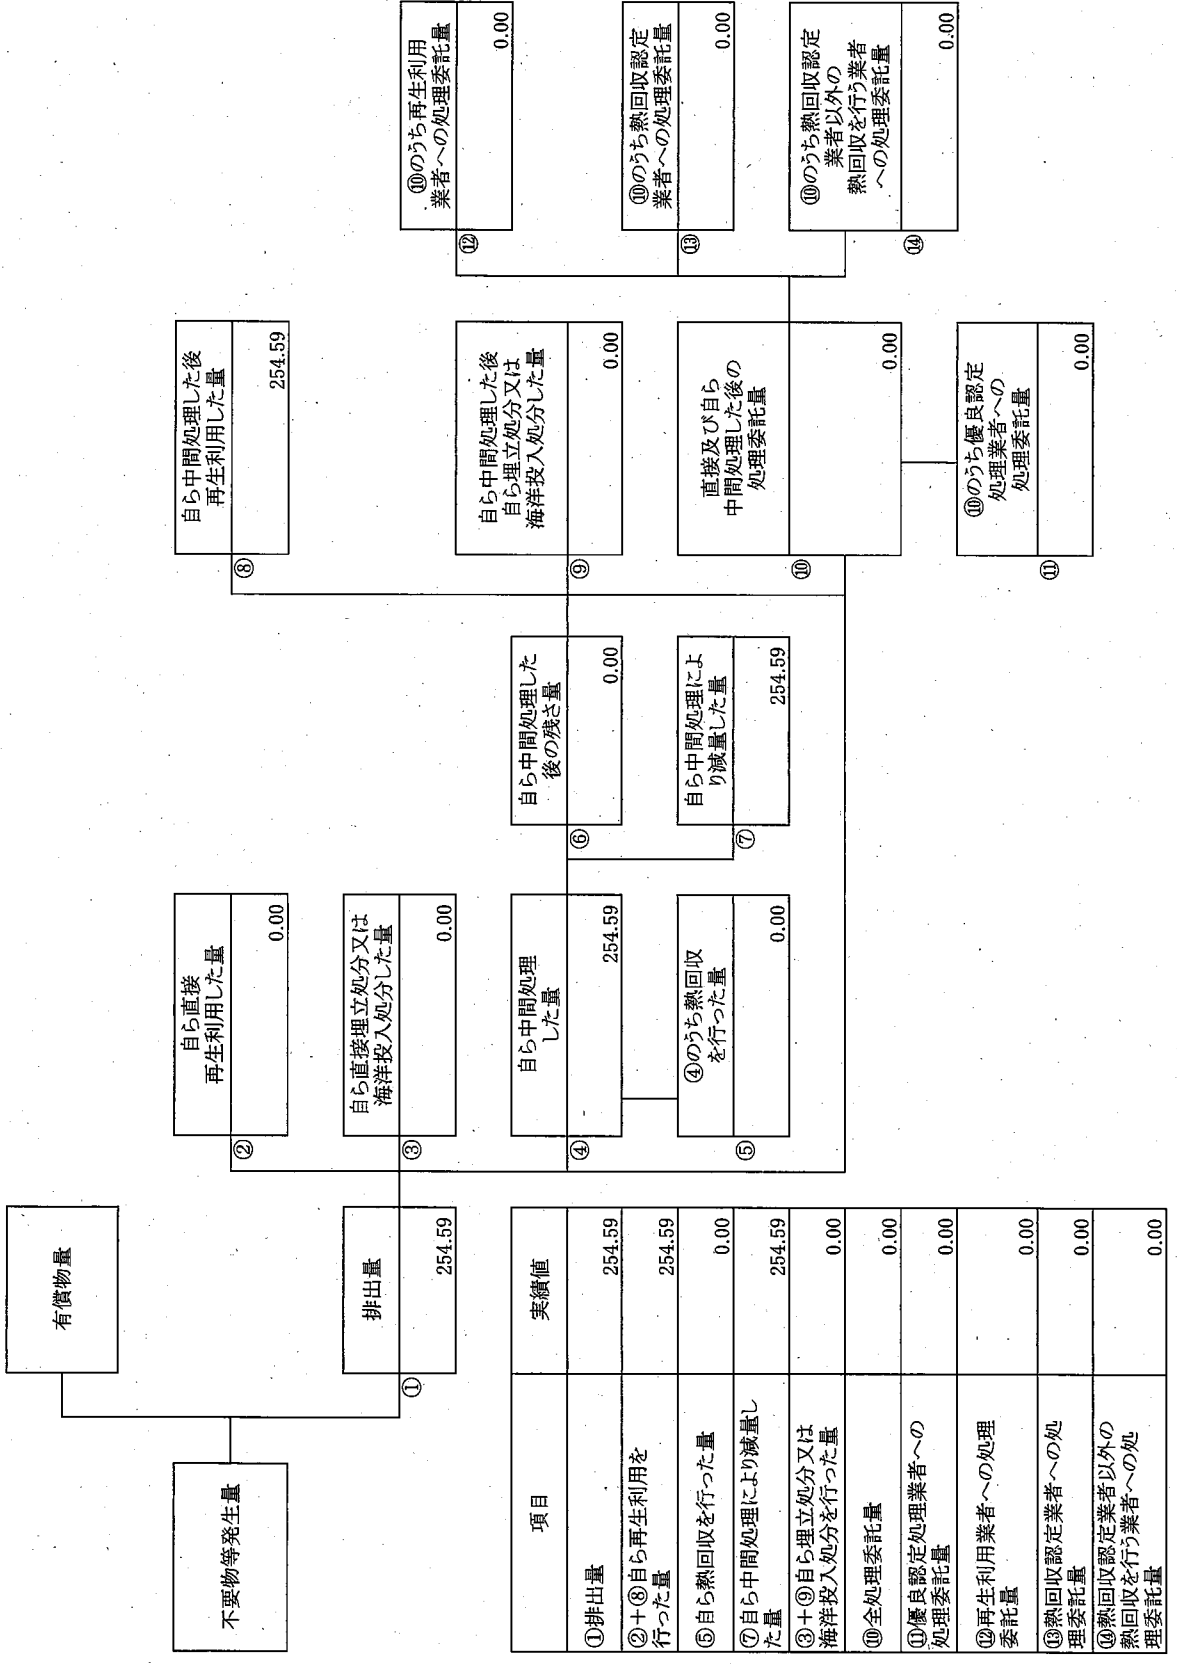 不要物等発生量
有償物量
排出量
①
254.59
自ら直接
再生利用した量
②
0.00
自ら直接埋立処分又は
海洋投入処分した量
③
0.00
自ら中間処理
した量
④
254.59
④のうち熱回収
を行った量
⑤
0.00
自ら中間処理した
後の残さ量
⑥
0.00
自ら中間処理によ
り減量した量
⑦
254.59
自ら中間処理した後
再生利用した量
⑧
254.59
自ら中間処理した後
自ら埋立処分又は
海洋投入処分した量
⑨
0.00
直接及び自ら
中間処理した後の
処理委託量
⑩
0.00
⑩のうち優良認定
処理業者への
処理委託量
⑪
0.00
⑩のうち再生利用
業者への処理委託量
⑫
0.00
⑩のうち熱回収認定
業者への処理委託量
⑬
0.00
⑩のうち熱回収認定
業者以外の
熱回収を行う業者
への処理委託量
⑭
0.00
項目 実績値
①排出量 254.59
②+⑧自ら再生利用を
行った量 254.59
⑤自ら熱回収を行った量 0.00
⑦自ら中間処理により減量し
た量 254.59
③+⑨自ら埋立処分又は
海洋投入処分を行った量 0.00
⑩全処理委託量 0.00
⑪優良認定処理業者への
処理委託量 0.00
⑫再生利用業者への処理
委託量 0.00
⑬熱回収認定業者への処
理委託量 0.00
⑭熱回収認定業者以外の
熱回収を行う業者への処
理委託量 0.00